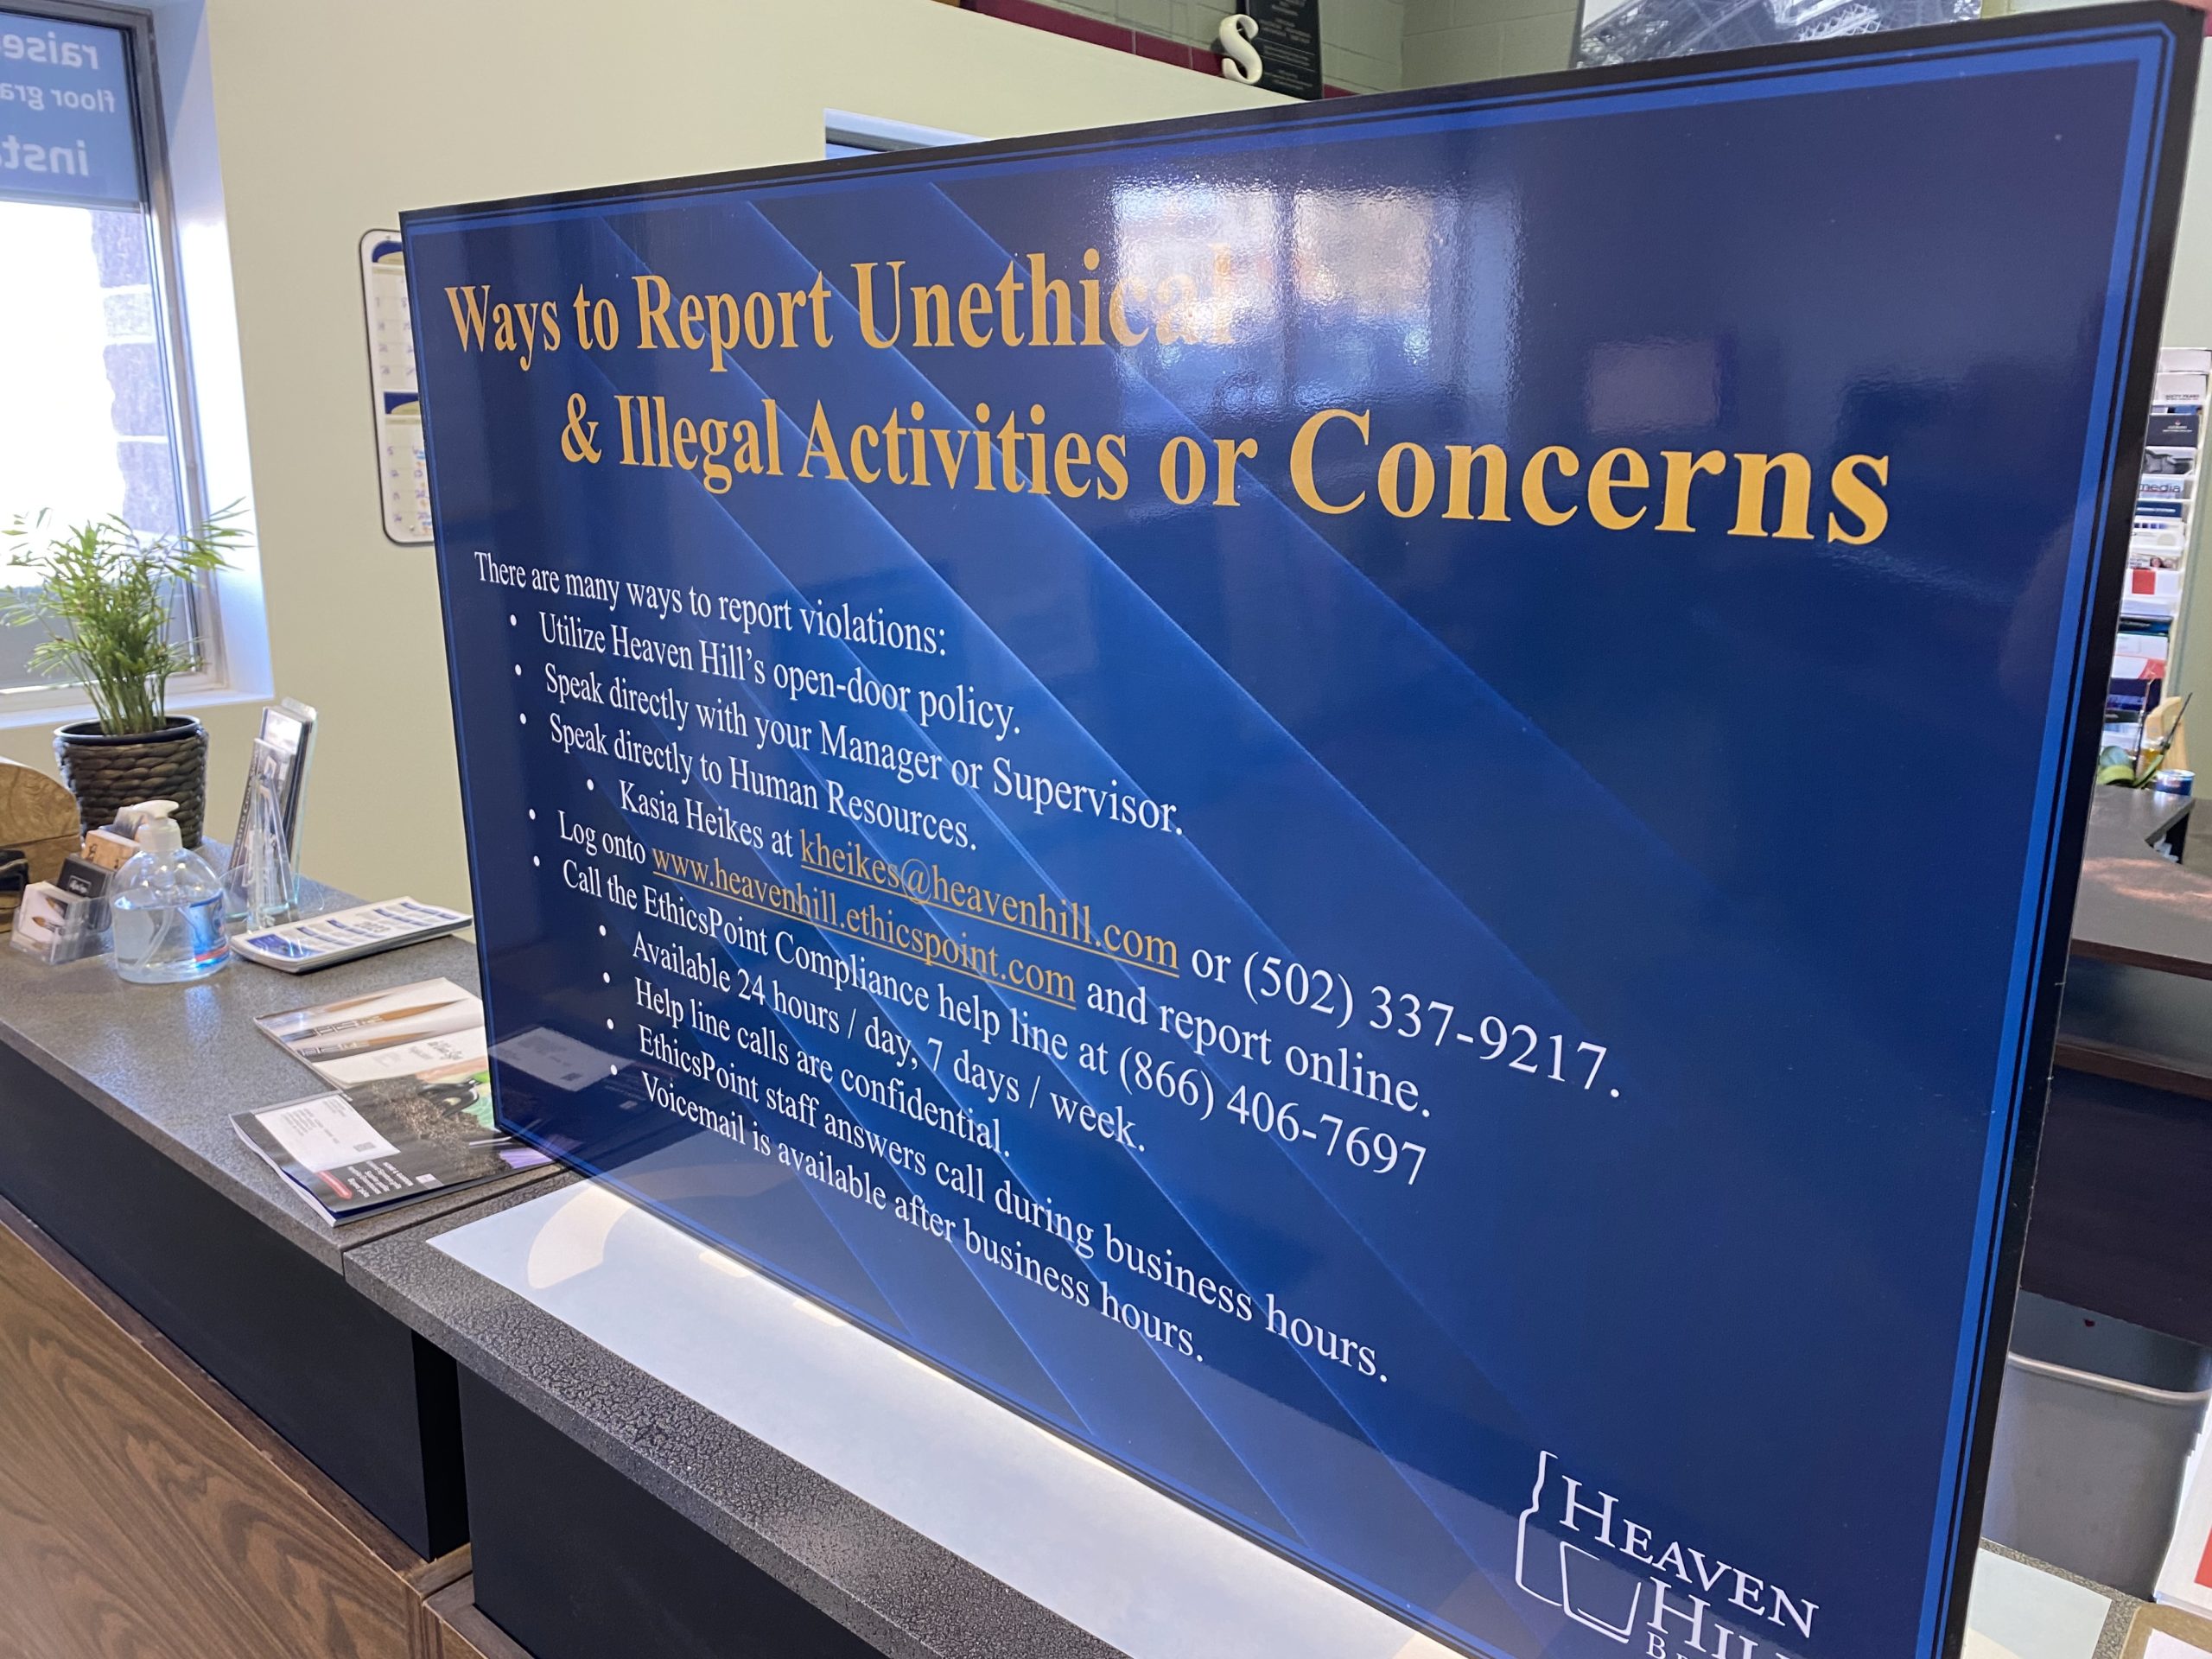 Ways to Report Unethical
& Illegal Activities or Concerns
There are many ways to report violations:
• Utilize Heaven Hill's open-door policy.
• Speak directly with your Manager or Supervisor.
• Speak directly to Human Resources.
• Kasia Heikes at kheikes@heavenhill.com or (502) 337-9217.
• Log onto www.heavenhill.ethicspoint.com and report online.
• Call the EthicsPoint Compliance help line at (866) 406-7697
• Available 24 hours / day, 7 days / week.
• Help line calls are confidential.
• EthicsPoint staff answers call during business hours.
• Voicemail is available after business hours.
HEAVEN
HILL
raise
floor gra
insta
S
media